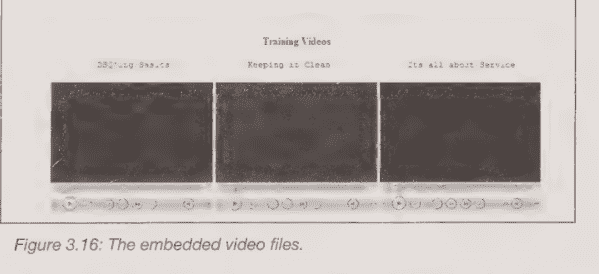 Training Videos
Basics Keeping it Clean Its all about Service
Figure 3.16: The embedded video files.